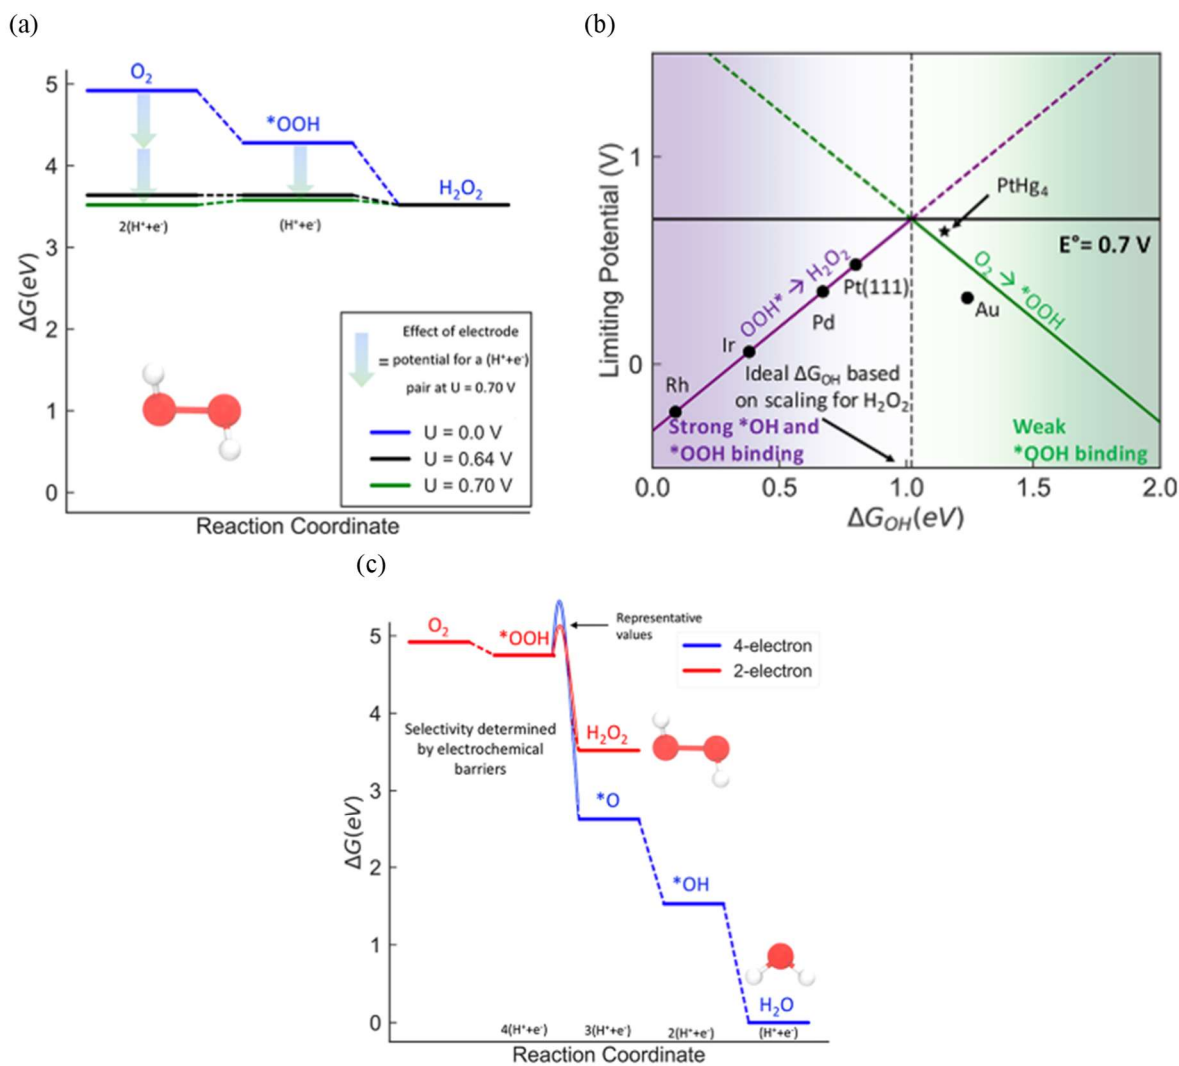 (a)
O₂
*OOH
H₂O₂
2(H⁺+e⁻)
(H⁺+e⁻)
5
4
3
2
1
0
ΔG(eV)
Effect of electrode
= potential for a (H⁺+e⁻)
pair at U = 0.70 V
U = 0.0 V
U = 0.64 V
U = 0.70 V
Reaction Coordinate
(b)
Limiting Potential (V)
1
0
PtHg₄
E°= 0.7 V
OOH* → H₂O₂
O₂ → *OOH
Pt(111)
Pd
Au
Ir
Rh
Ideal ΔG_OH based
on scaling for H₂O₂
Strong *OH and
*OOH binding
Weak
*OOH binding
0.0 0.5 1.0 1.5 2.0
ΔG_OH(eV)
(c)
O₂
*OOH
Representative
values
4-electron
2-electron
Selectivity determined
by electrochemical
barriers
H₂O₂
*O
*OH
H₂O
5
4
3
2
1
0
ΔG(eV)
4(H⁺+e⁻) 3(H⁺+e⁻) 2(H⁺+e⁻) (H⁺+e⁻)
Reaction Coordinate